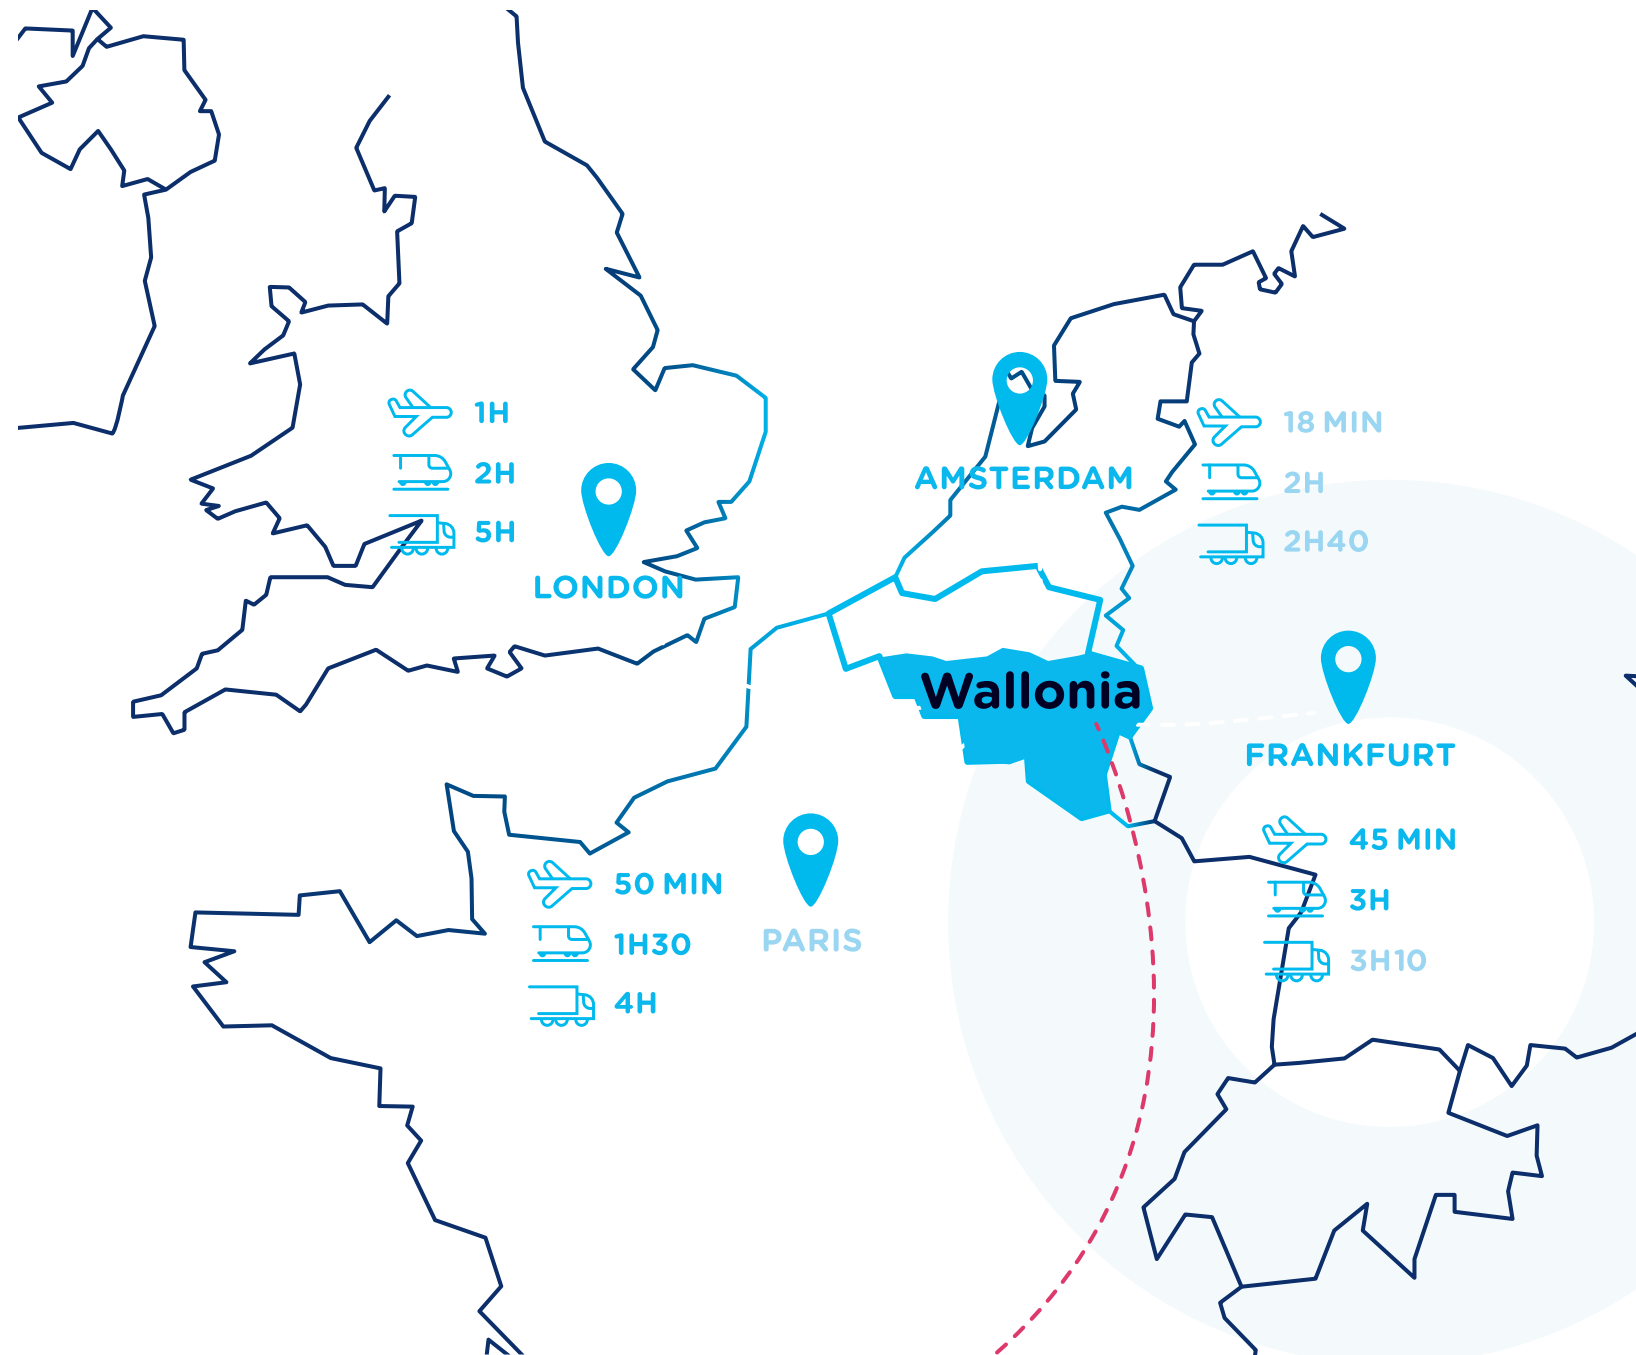 1H
2H
5H
LONDON
AMSTERDAM
18 MIN
2H
2H40
Wallonia
FRANKFURT
45 MIN
3H
3H10
50 MIN
1H30
4H
PARIS